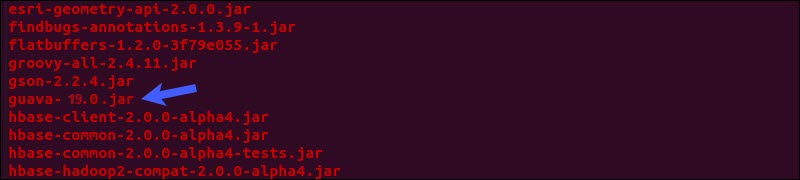 esri-geometry-api-2.0.0.jar
findbugs-annotations-1.3.9-1.jar
flatbuffers-1.2.0-3f79e055.jar
groovy-all-2.4.11.jar
gson-2.2.4.jar
guava- 19.0.jar
hbase-client-2.0.0-alpha4.jar
hbase-common-2.0.0-alpha4.jar
hbase-common-2.0.0-alpha4-tests.jar
hbase-hadoop2-compat-2.0.0-alpha4.jar